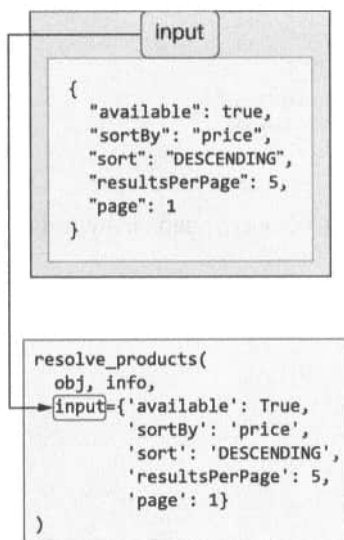 input
{
  "available": true,
  "sortBy": "price",
  "sort": "DESCENDING",
  "resultsPerPage": 5,
  "page": 1
}
resolve_products(
  obj, info,
  input={'available': True,
         'sortBy': 'price',
         'sort': 'DESCENDING',
         'resultsPerPage': 5,
         'page': 1}
)